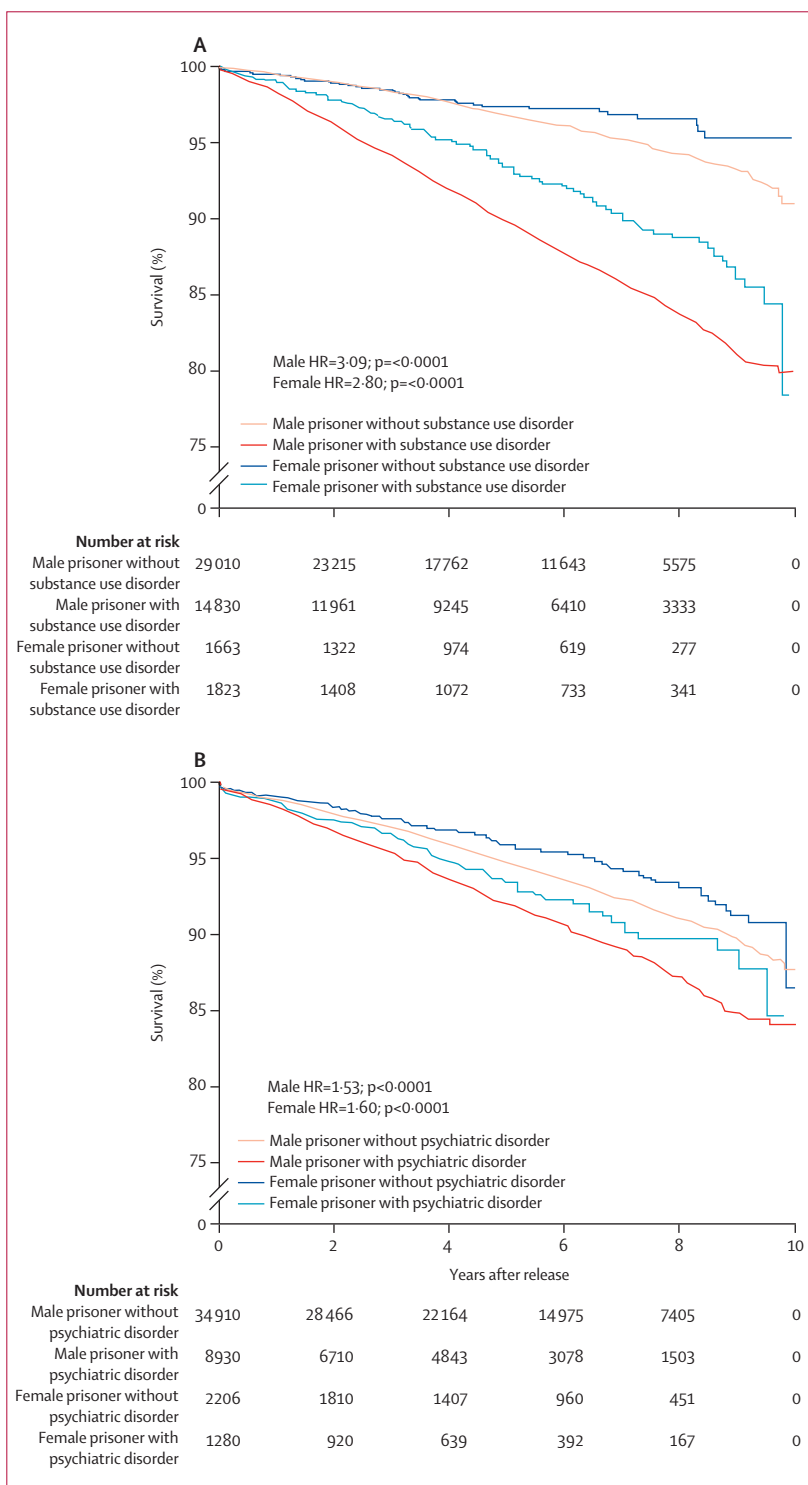 A
100
95
90
85
80
75
0
Survival (%)
Male HR=3·09; p=<0·0001
Female HR=2·80; p=<0·0001
Male prisoner without substance use disorder
Male prisoner with substance use disorder
Female prisoner without substance use disorder
Female prisoner with substance use disorder
Number at risk
Male prisoner without substance use disorder 29 010 23 215 17 762 11 643 5575 0
Male prisoner with substance use disorder 14 830 11 961 9245 6410 3333 0
Female prisoner without substance use disorder 1663 1322 974 619 277 0
Female prisoner with substance use disorder 1823 1408 1072 733 341 0
B
100
95
90
85
80
75
0
Survival (%)
Male HR=1·53; p<0·0001
Female HR=1·60; p<0·0001
Male prisoner without psychiatric disorder
Male prisoner with psychiatric disorder
Female prisoner without psychiatric disorder
Female prisoner with psychiatric disorder
0 2 4 6 8 10
Years after release
Number at risk
Male prisoner without psychiatric disorder 34 910 28 466 22 164 14 975 7405 0
Male prisoner with psychiatric disorder 8930 6710 4843 3078 1503 0
Female prisoner without psychiatric disorder 2206 1810 1407 960 451 0
Female prisoner with psychiatric disorder 1280 920 639 392 167 0